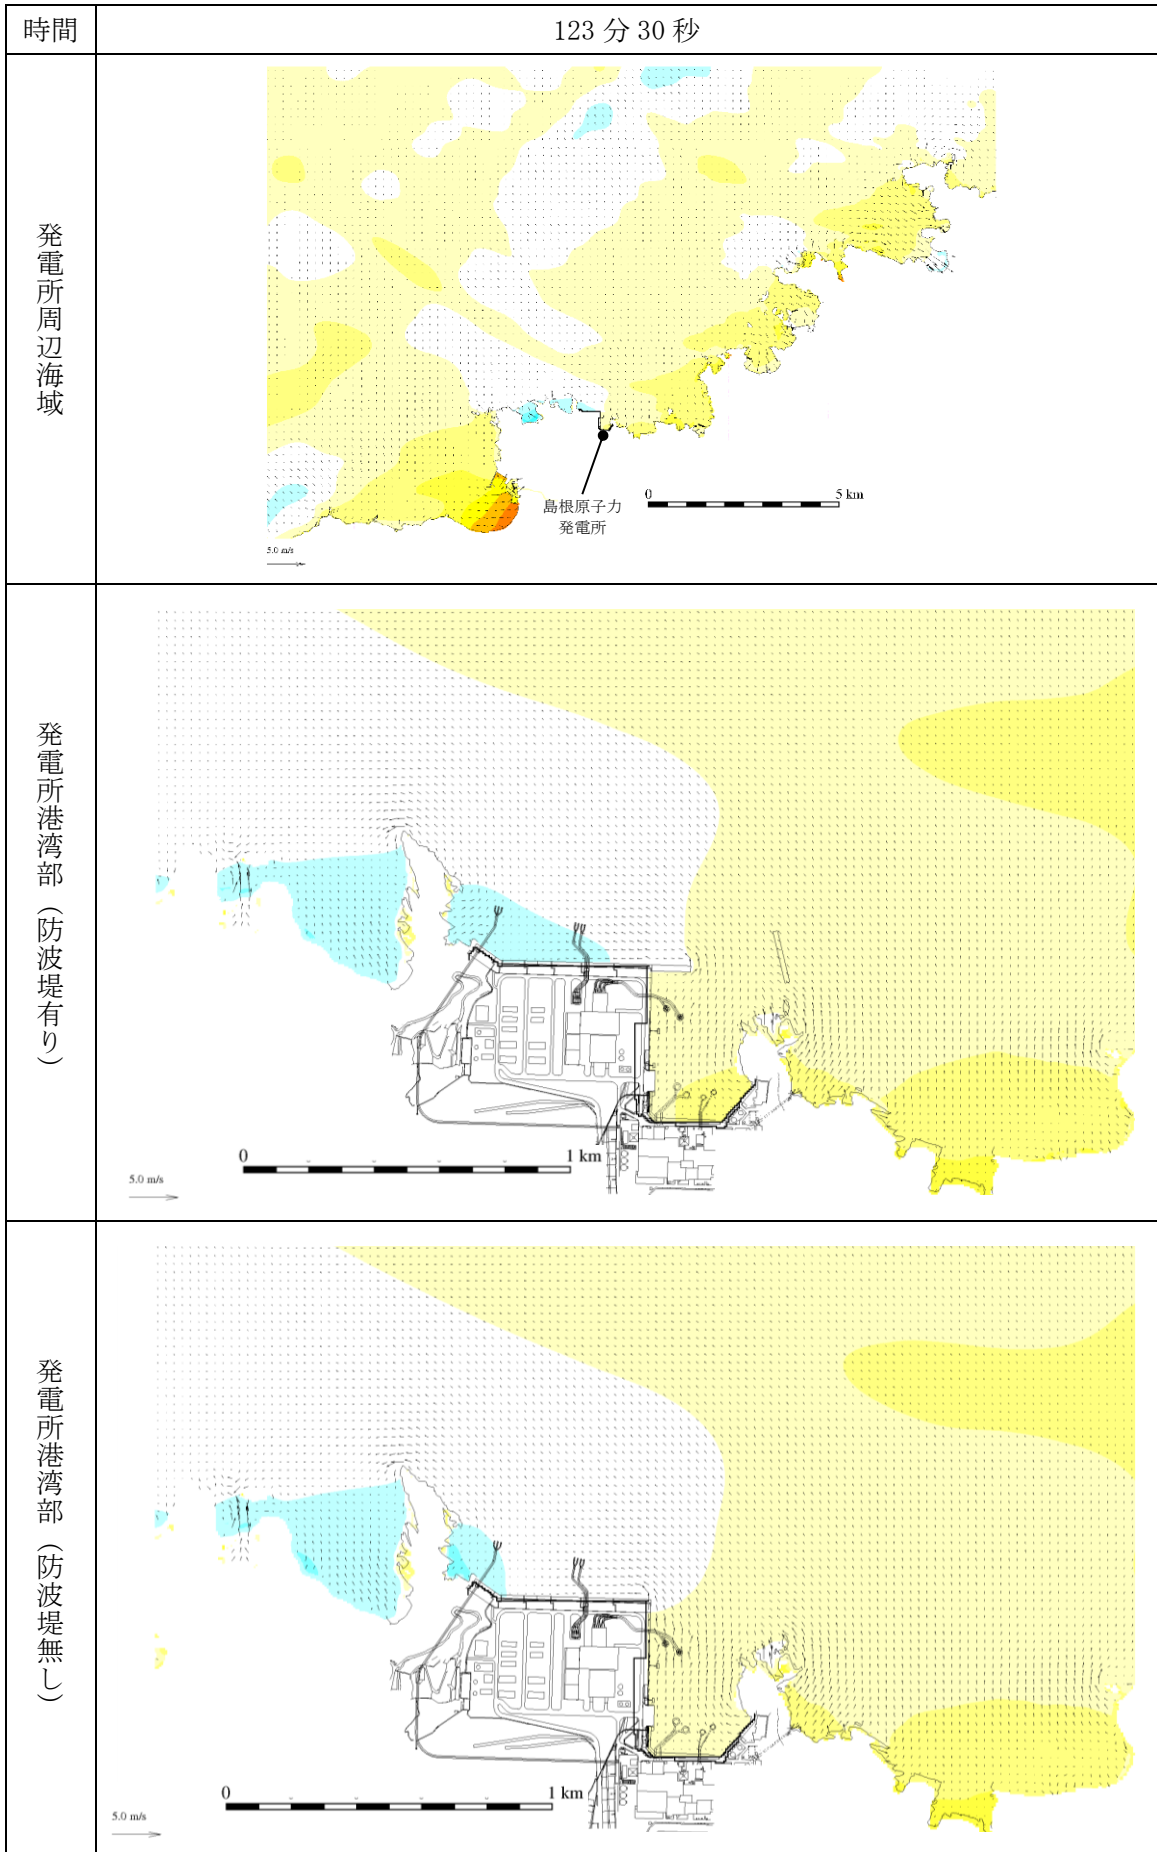 時間
123 分 30 秒
発電所周辺海域
島根原子力
発電所
0 5 km
5.0 m/s
発電所港湾部（防波堤有り）
0 1 km
5.0 m/s
発電所港湾部（防波堤無し）
0 1 km
5.0 m/s